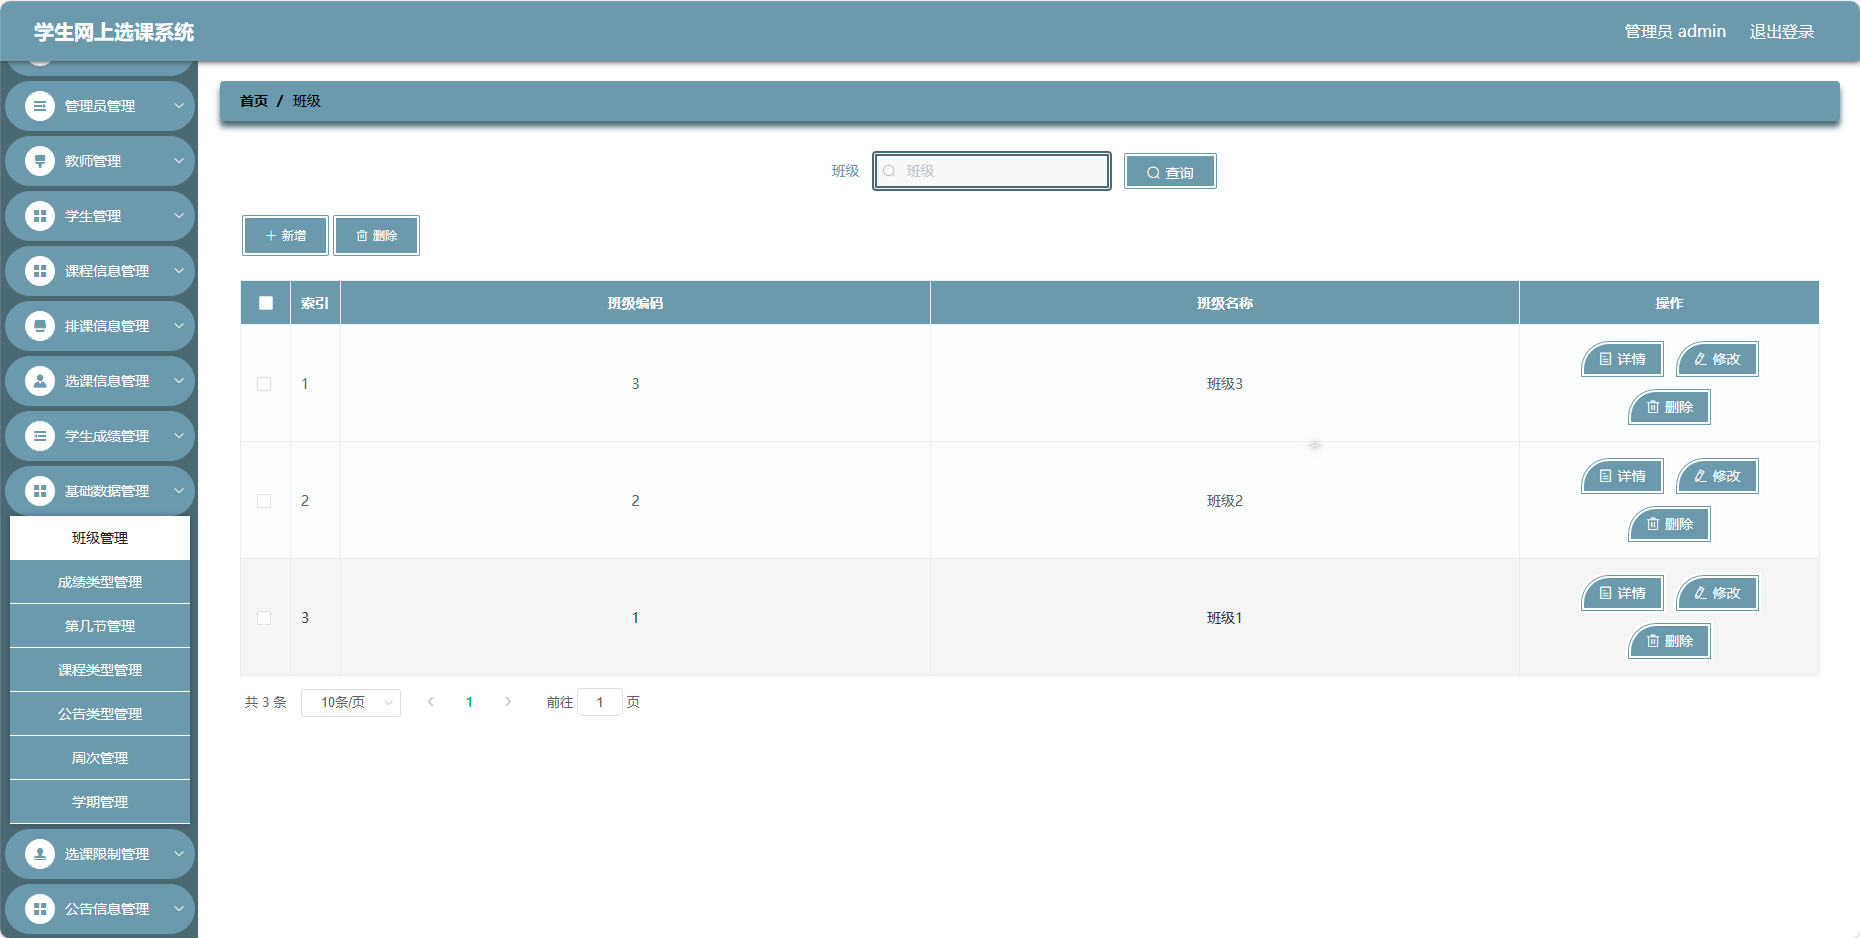 学生网上选课系统
管理员 admin 退出登录
管理员管理
教师管理
学生管理
课程信息管理
排课信息管理
选课信息管理
学生成绩管理
基础数据管理
班级管理
成绩类型管理
第几节管理
课程类型管理
公告类型管理
周次管理
学期管理
选课限制管理
公告信息管理
首页 / 班级
班级 班级 查询
新增 删除
索引 班级编码 班级名称 操作
1 3 班级3 详情 修改
删除
2 2 班级2 详情 修改
删除
3 1 班级1 详情 修改
删除
共 3 条 10条/页 1 前往 1 页